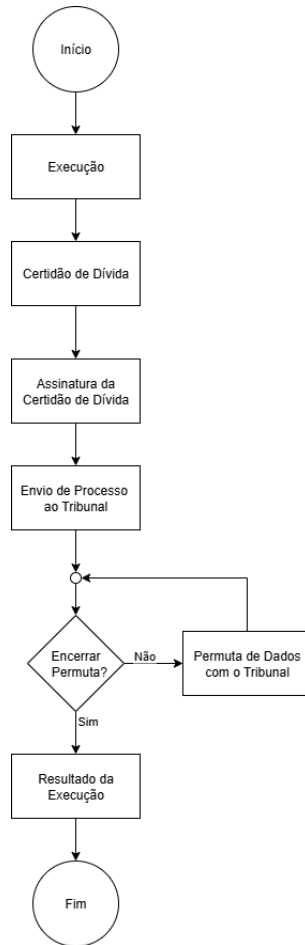 Início
Execução
Certidão de Dívida
Assinatura da
Certidão de Dívida
Envio de Processo
ao Tribunal
Encerrar
Permuta?
Não
Permuta de Dados
com o Tribunal
Sim
Resultado da
Execução
Fim